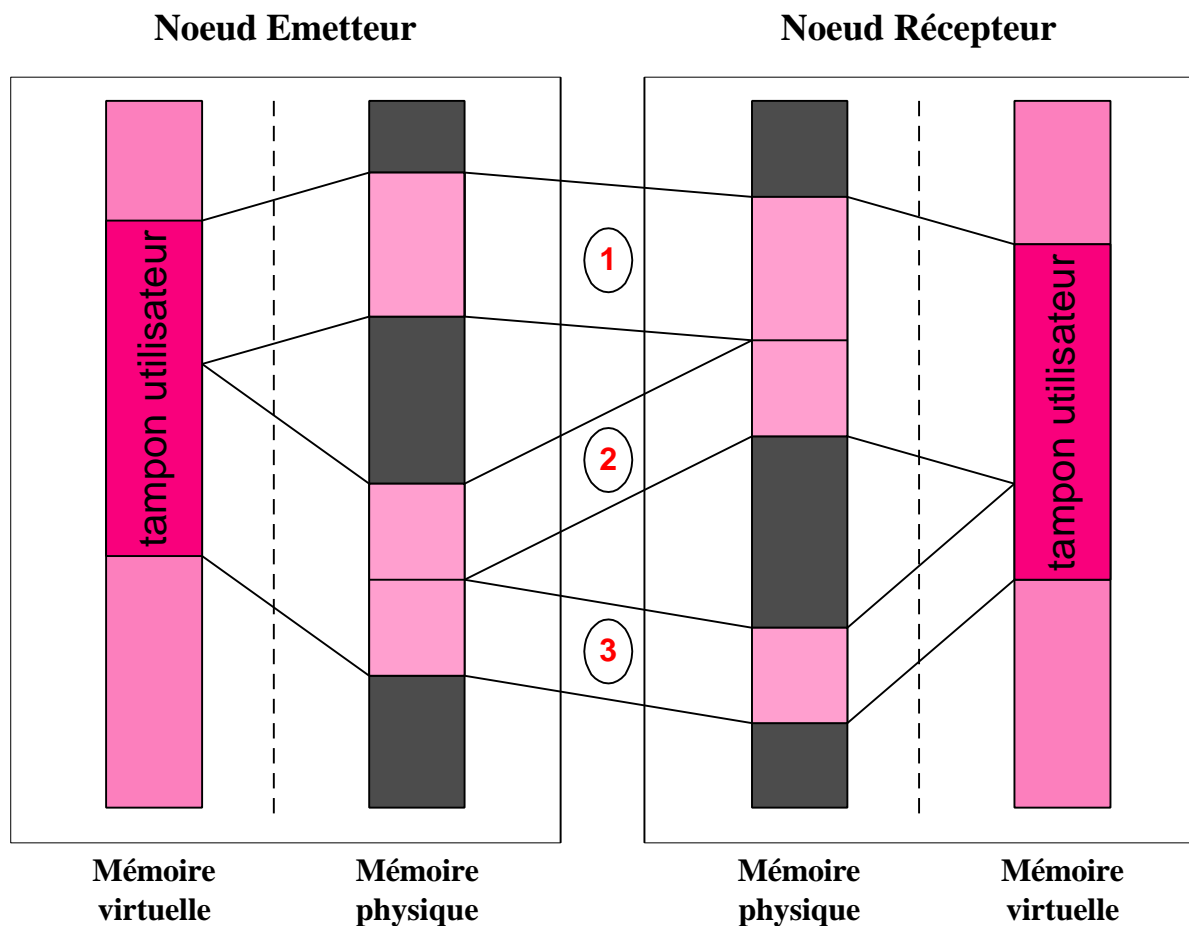 Noeud Emetteur
Noeud Récepteur
tampon utilisateur
1
2
3
tampon utilisateur
Mémoire
virtuelle
Mémoire
physique
Mémoire
physique
Mémoire
virtuelle